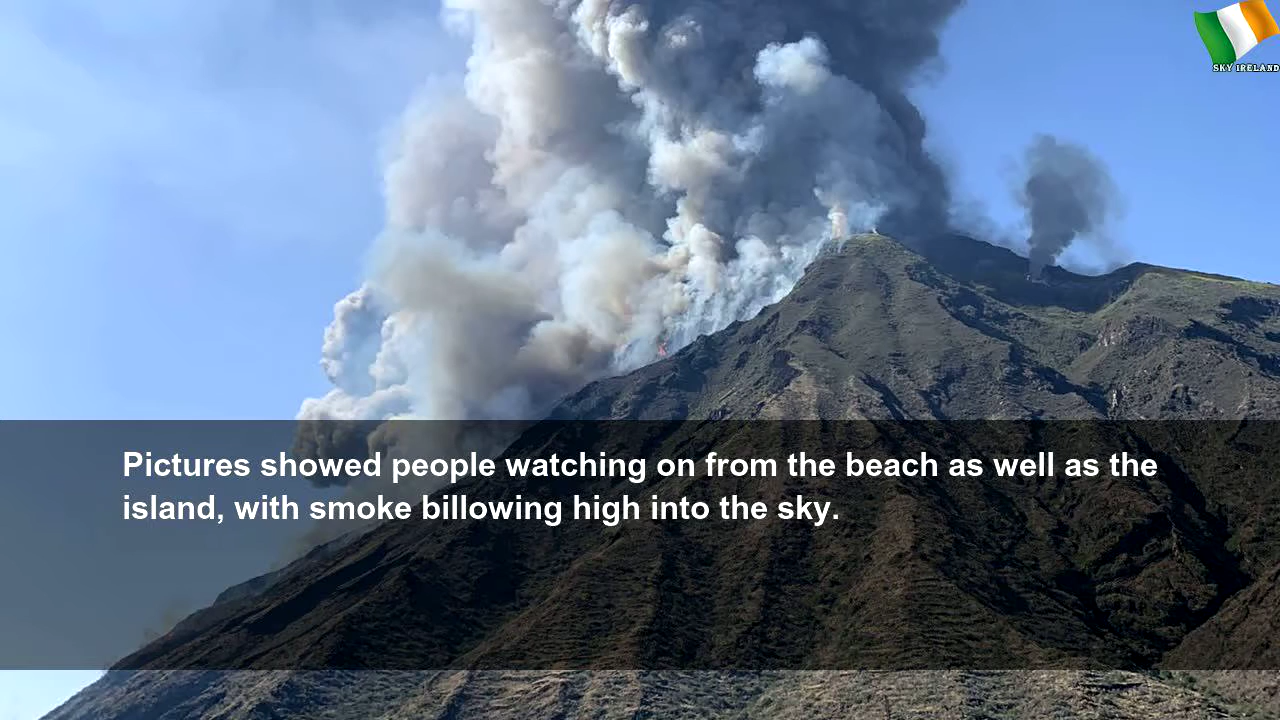 SKY IRELAND
Pictures showed people watching on from the beach as well as the
island, with smoke billowing high into the sky.